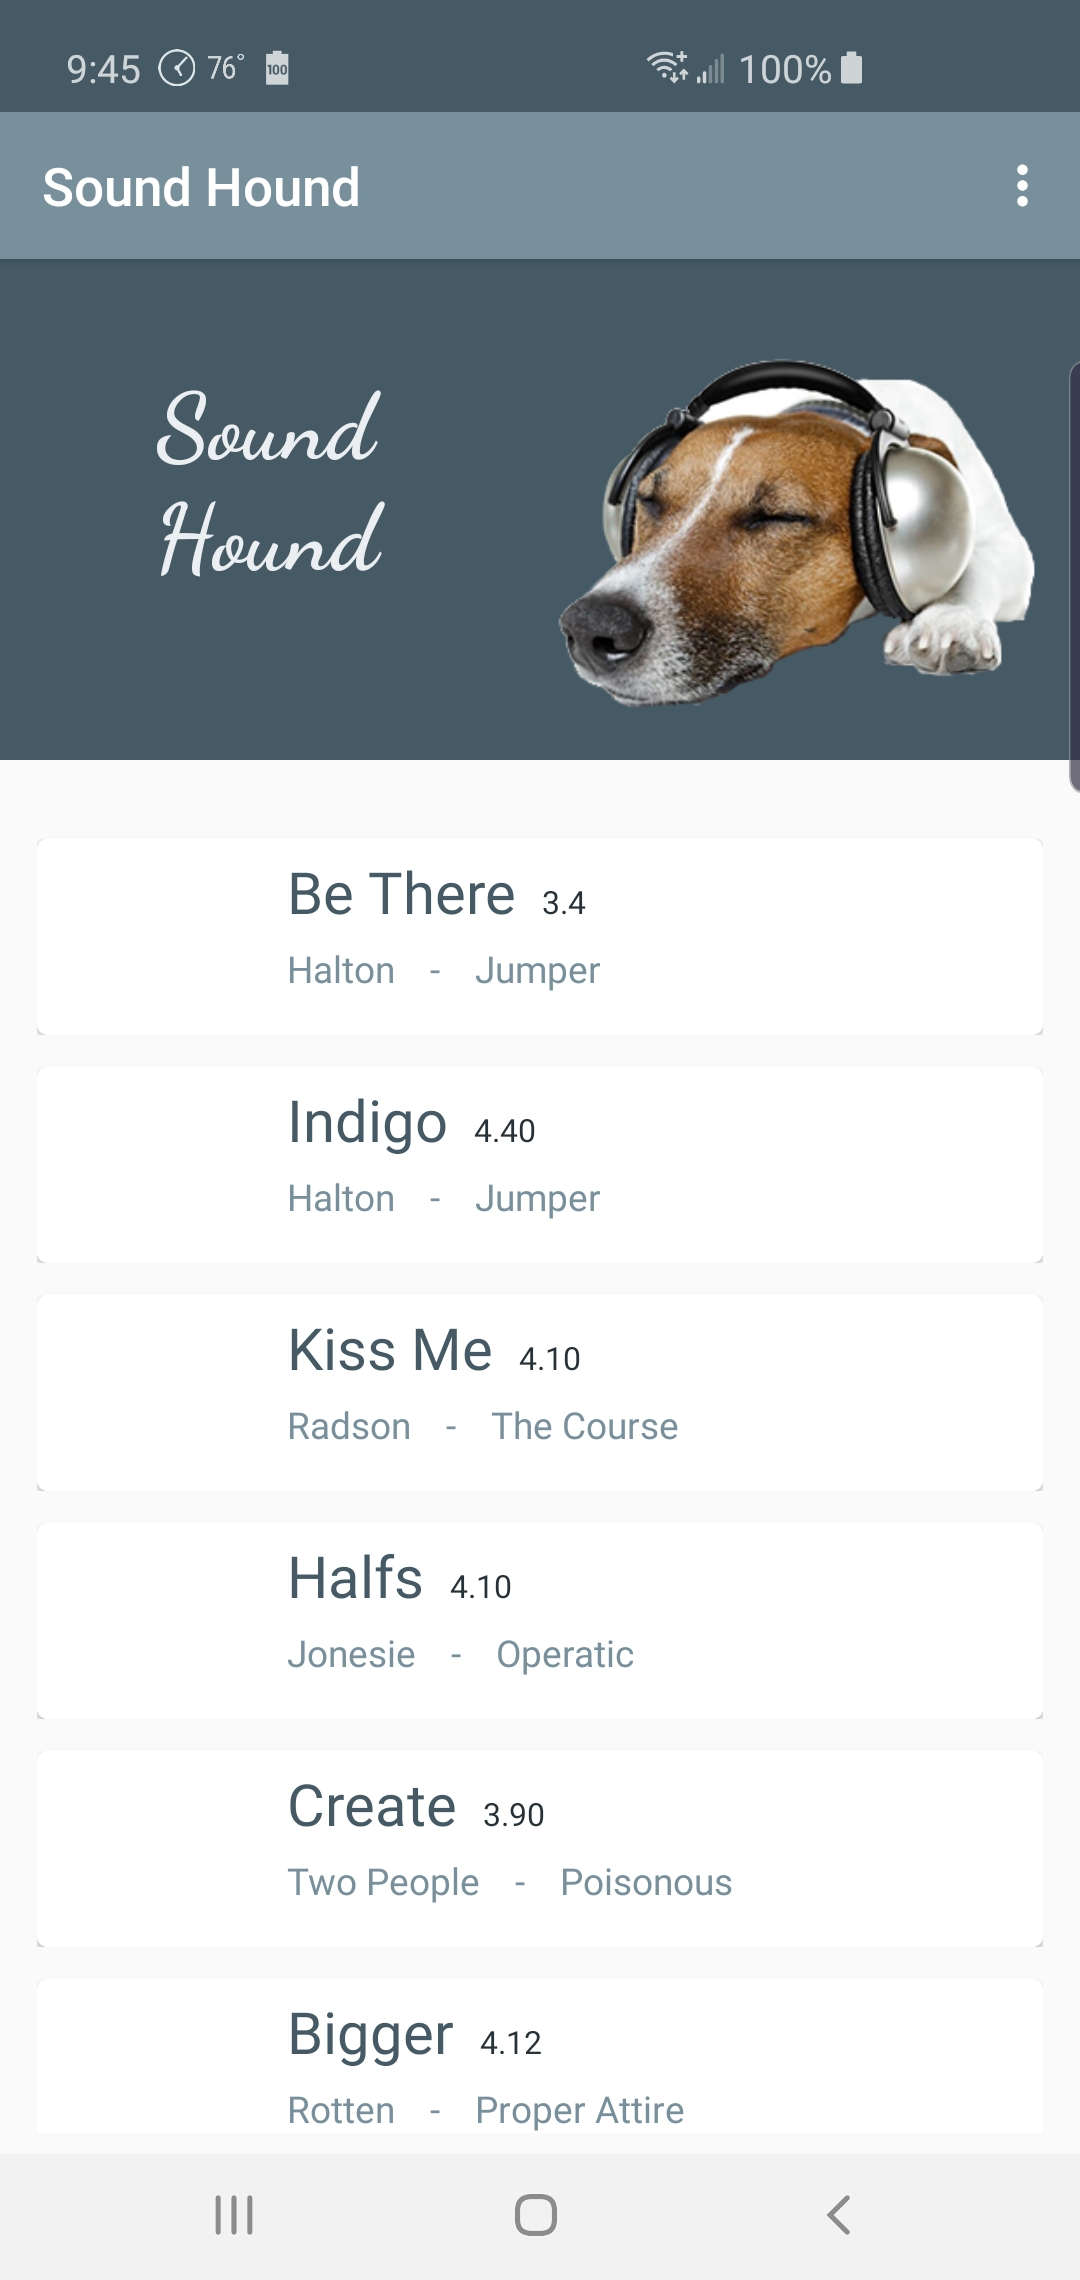 9:45 76° 100 100%
Sound Hound
Sound
Hound
Be There 3.4
Halton - Jumper
Indigo 4.40
Halton - Jumper
Kiss Me 4.10
Radson - The Course
Halfs 4.10
Jonesie - Operatic
Create 3.90
Two People - Poisonous
Bigger 4.12
Rotten - Proper Attire